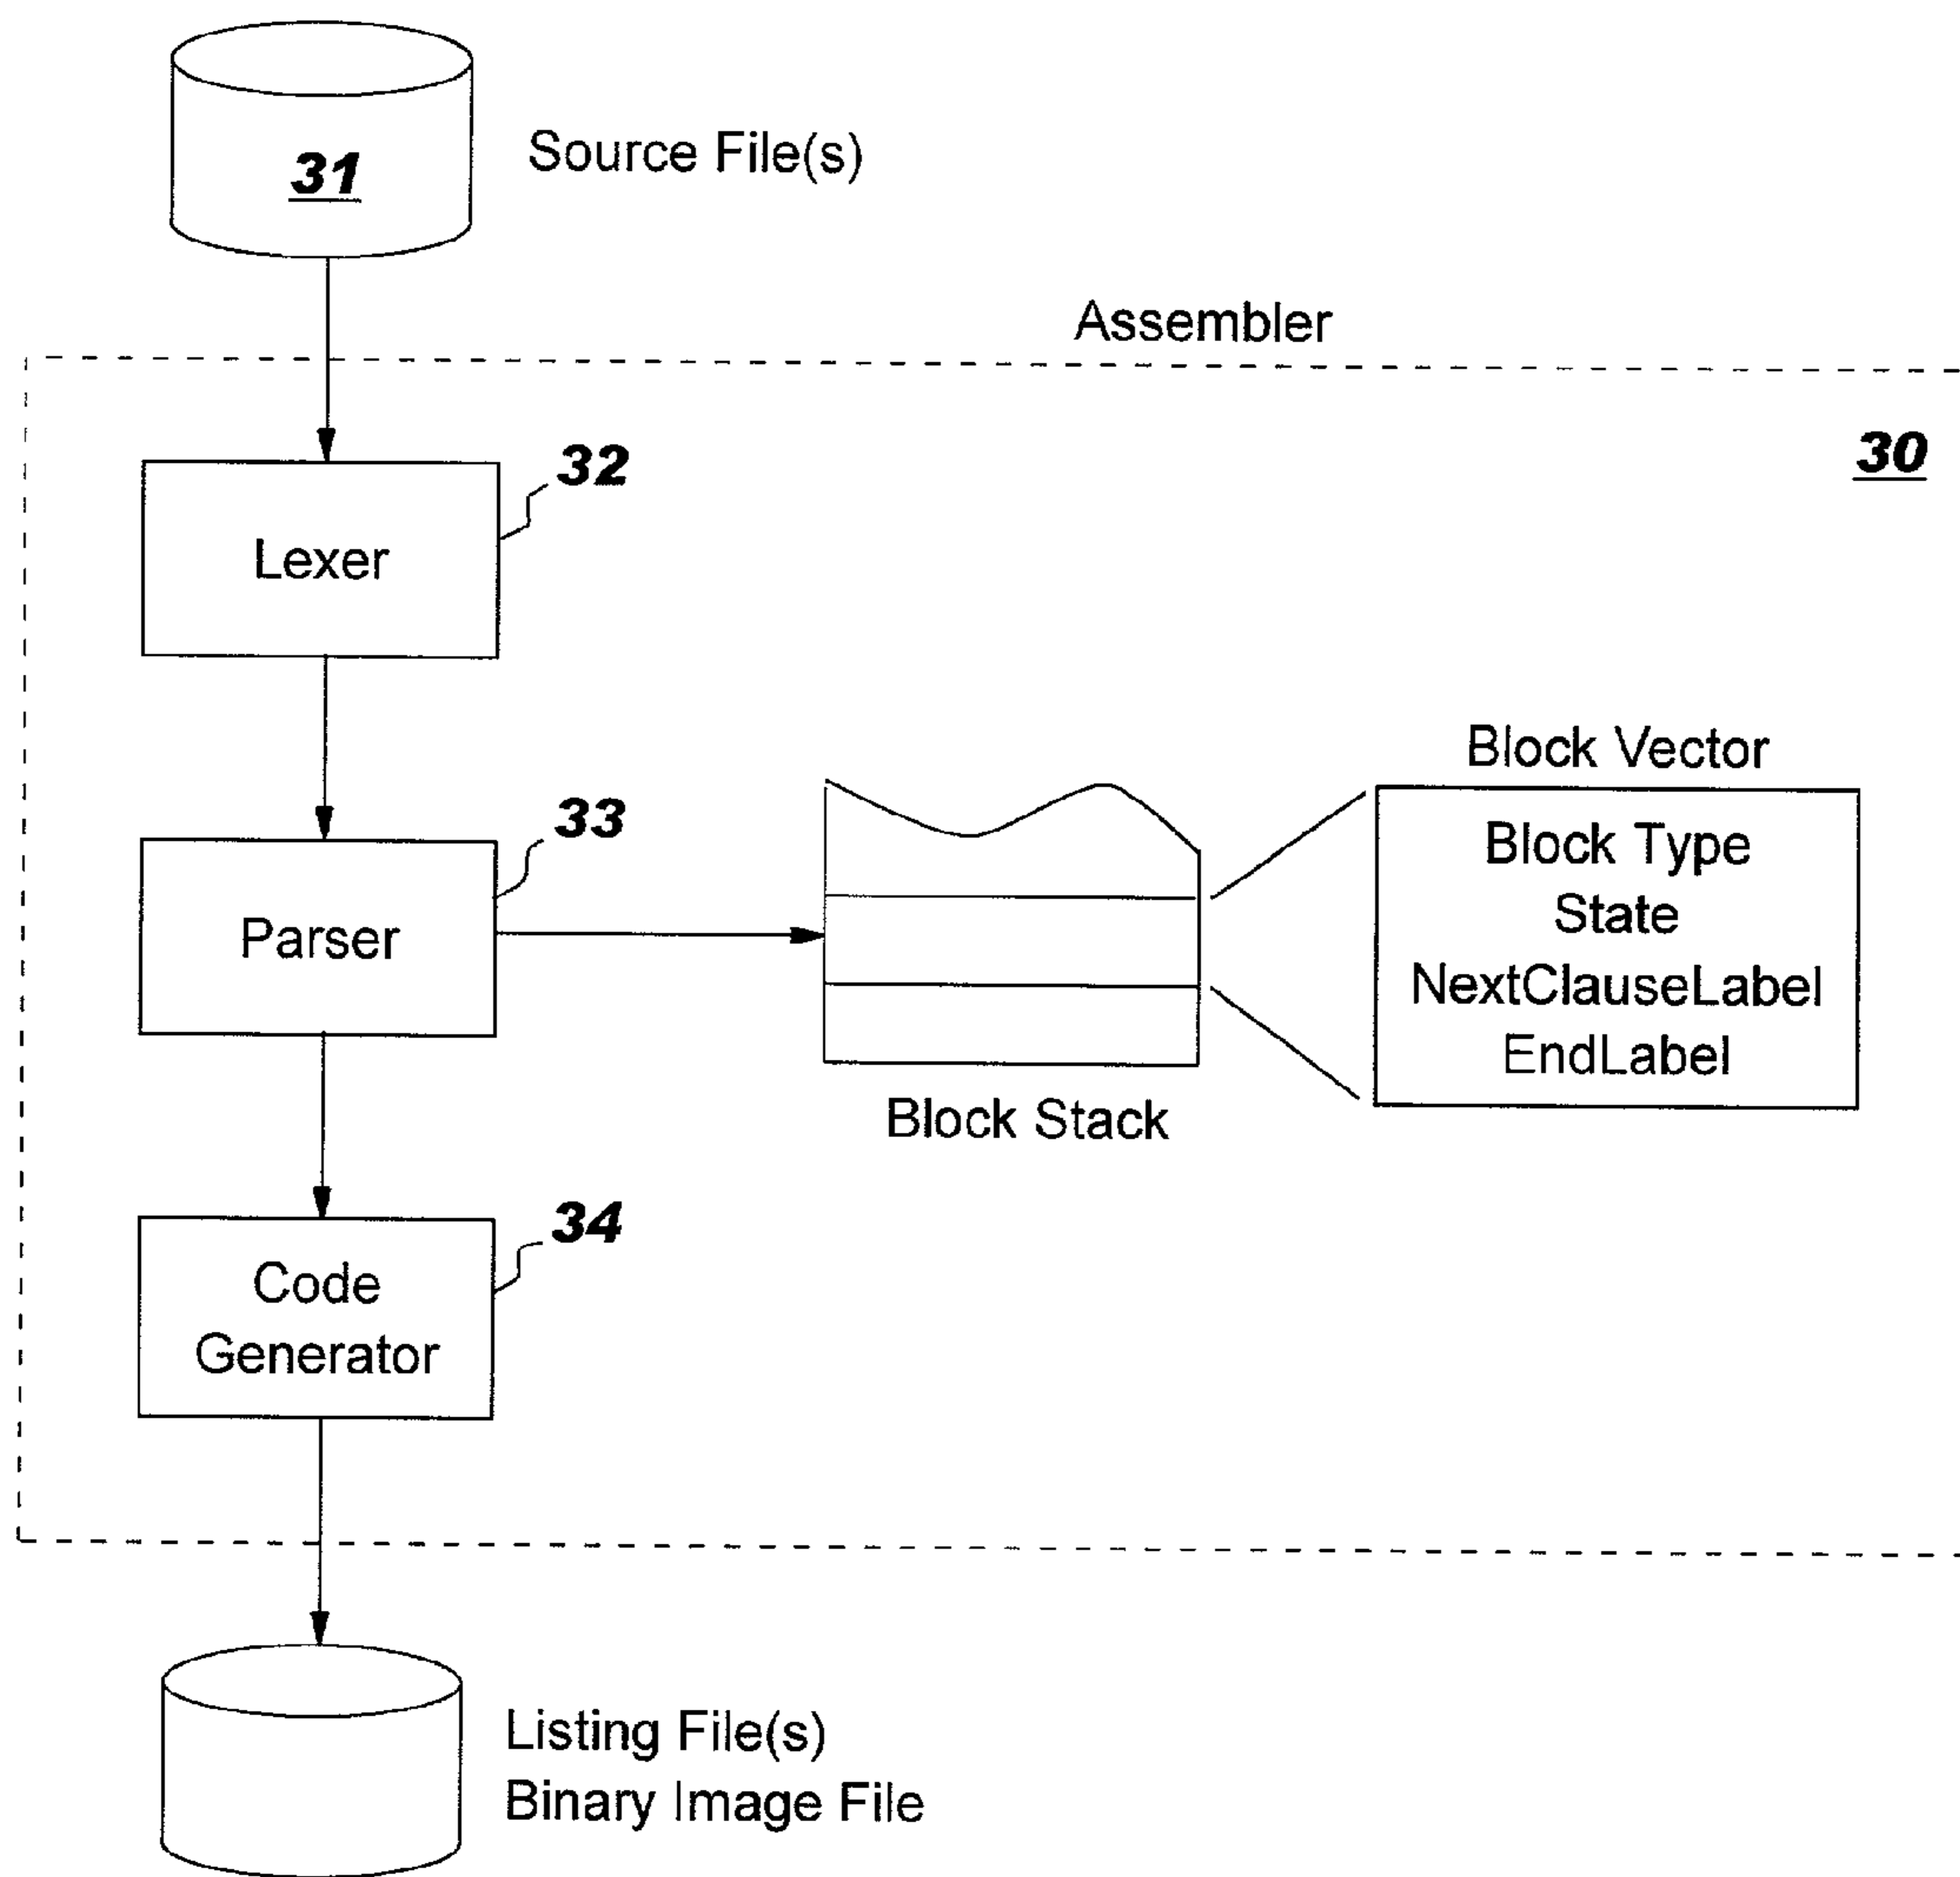 31
Source File(s)
Assembler
30
32
Lexer
33
Parser
Block Vector
Block Type
State
NextClauseLabel
EndLabel
Block Stack
34
Code
Generator
Listing File(s)
Binary Image File